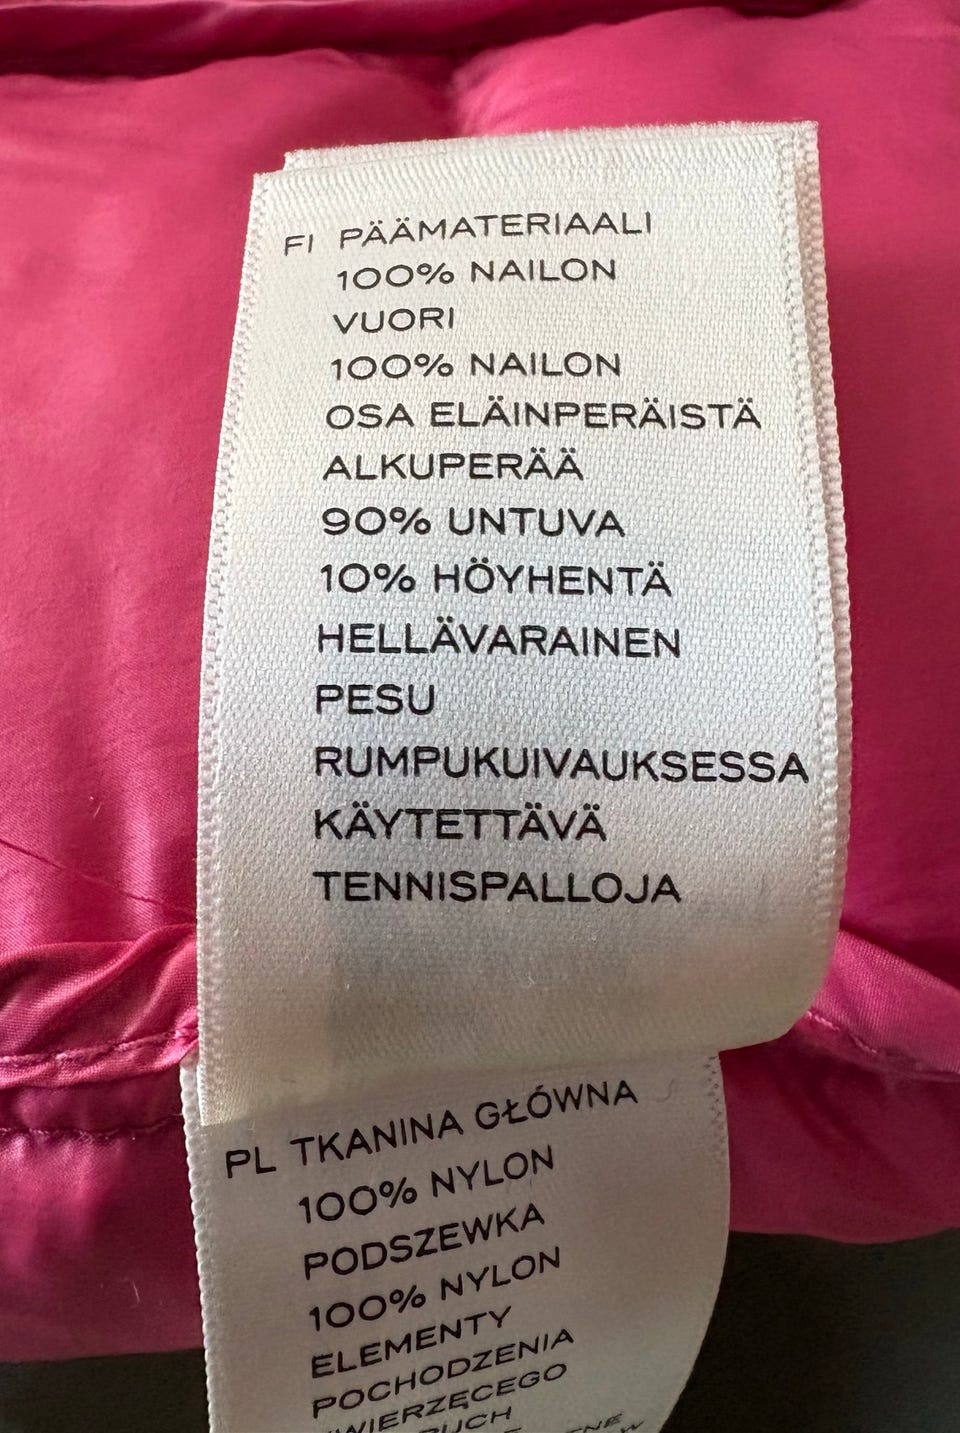 FI PÄÄMATERIAALI
100% NAILON
VUORI
100% NAILON
OSA ELÄINPERÄISTÄ
ALKUPERÄÄ
90% UNTUVA
10% HÖYHENTÄ
HELLÄVARAINEN
PESU
RUMPUKUIVAUKSESSA
KÄYTETTÄVÄ
TENNISPALLOJA
PL TKANINA GŁÓWNA
100% NYLON
PODSZEWKA
100% NYLON
ELEMENTY
POCHODZENIA